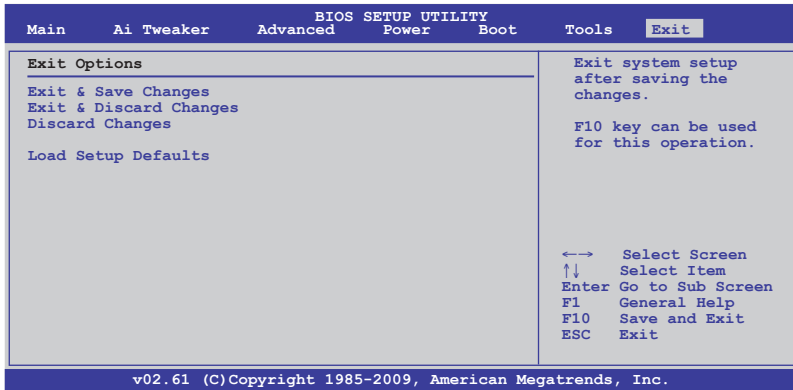 BIOS SETUP UTILITY
Main Ai Tweaker Advanced Power Boot Tools Exit
Exit Options
Exit & Save Changes
Exit & Discard Changes
Discard Changes
Load Setup Defaults
Exit system setup
after saving the
changes.
F10 key can be used
for this operation.
←→ Select Screen
↑↓ Select Item
Enter Go to Sub Screen
F1 General Help
F10 Save and Exit
ESC Exit
v02.61 (C)Copyright 1985-2009, American Megatrends, Inc.